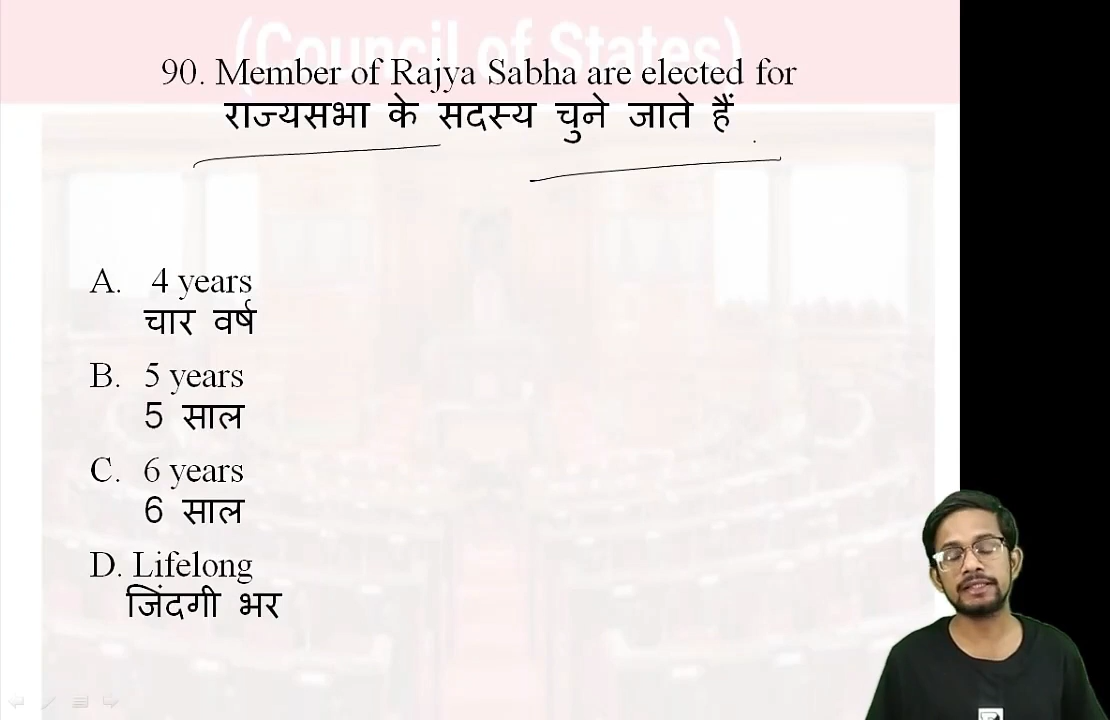 (Council of States)
90. Member of Rajya Sabha are elected for
राज्यसभा के सदस्य चुने जाते हैं
A. 4 years
चार वर्ष
B. 5 years
5 साल
C. 6 years
6 साल
D. Lifelong
जिंदगी भर